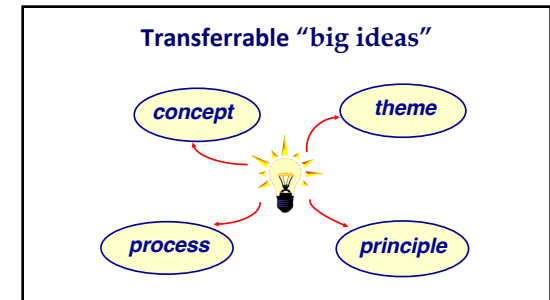 Transferrable “big ideas”
concept
theme
process
principle